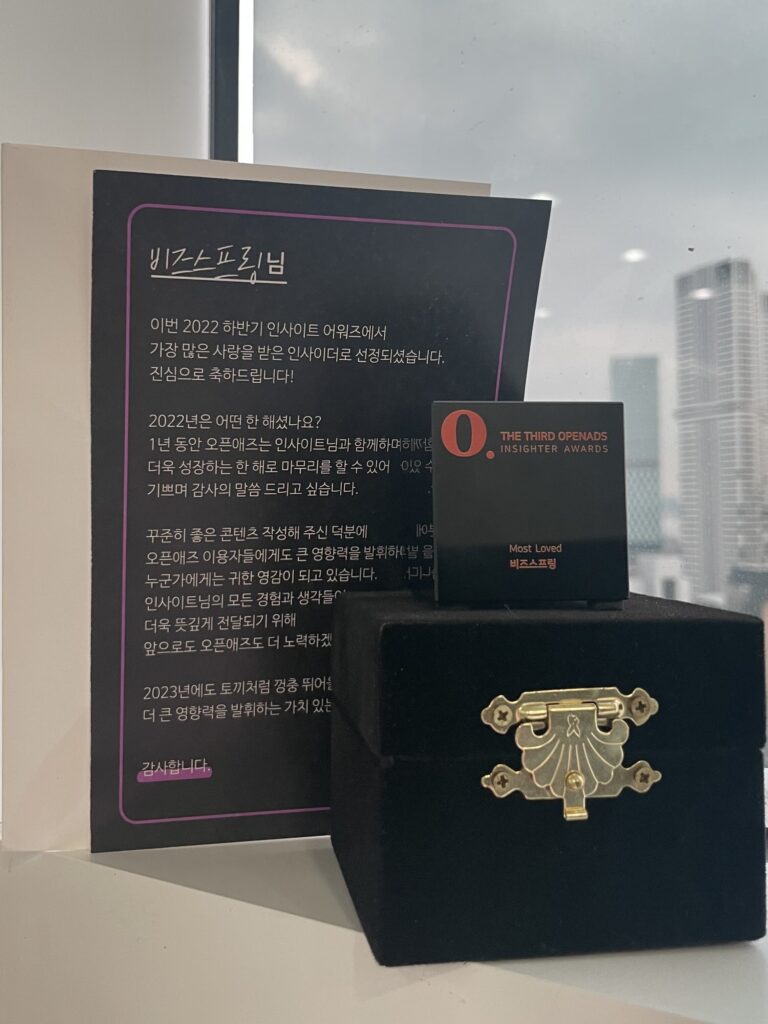 비즈스프링님
이번 2022 하반기 인사이트 어워즈에서
가장 많은 사랑을 받은 인사이더로 선정되셨습니다.
진심으로 축하드립니다!
2022년은 어떤 한 해셨나요?
1년 동안 오픈애즈는 인사이트님과 함께하며
더욱 성장하는 한 해로 마무리를 할 수 있어
기쁘며 감사의 말씀 드리고 싶습니다.
꾸준히 좋은 콘텐츠 작성해 주신 덕분에
오픈애즈 이용자들에게도 큰 영향력을 발휘하
누군가에게는 귀한 영감이 되고 있습니다.
인사이트님의 모든 경험과 생각들
더욱 뜻깊게 전달되기 위해
앞으로도 오픈애즈도 더 노력하겠
2023년에도 토끼처럼 껑충 뛰어
더 큰 영향력을 발휘하는 가치 있는
감사합니다.
O.
THE THIRD OPENADS
INSIGHTER AWARDS
Most Loved
비즈스프링